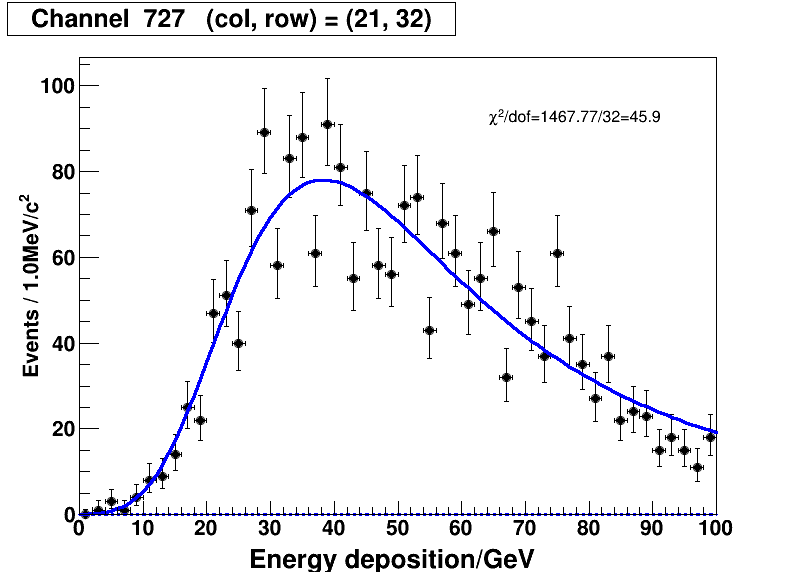 Channel 727 (col, row) = (21, 32)
χ²/dof=1467.77/32=45.9
Events / 1.0MeV/c²
100
80
60
40
20
0
0 10 20 30 40 50 60 70 80 90 100
Energy deposition/GeV